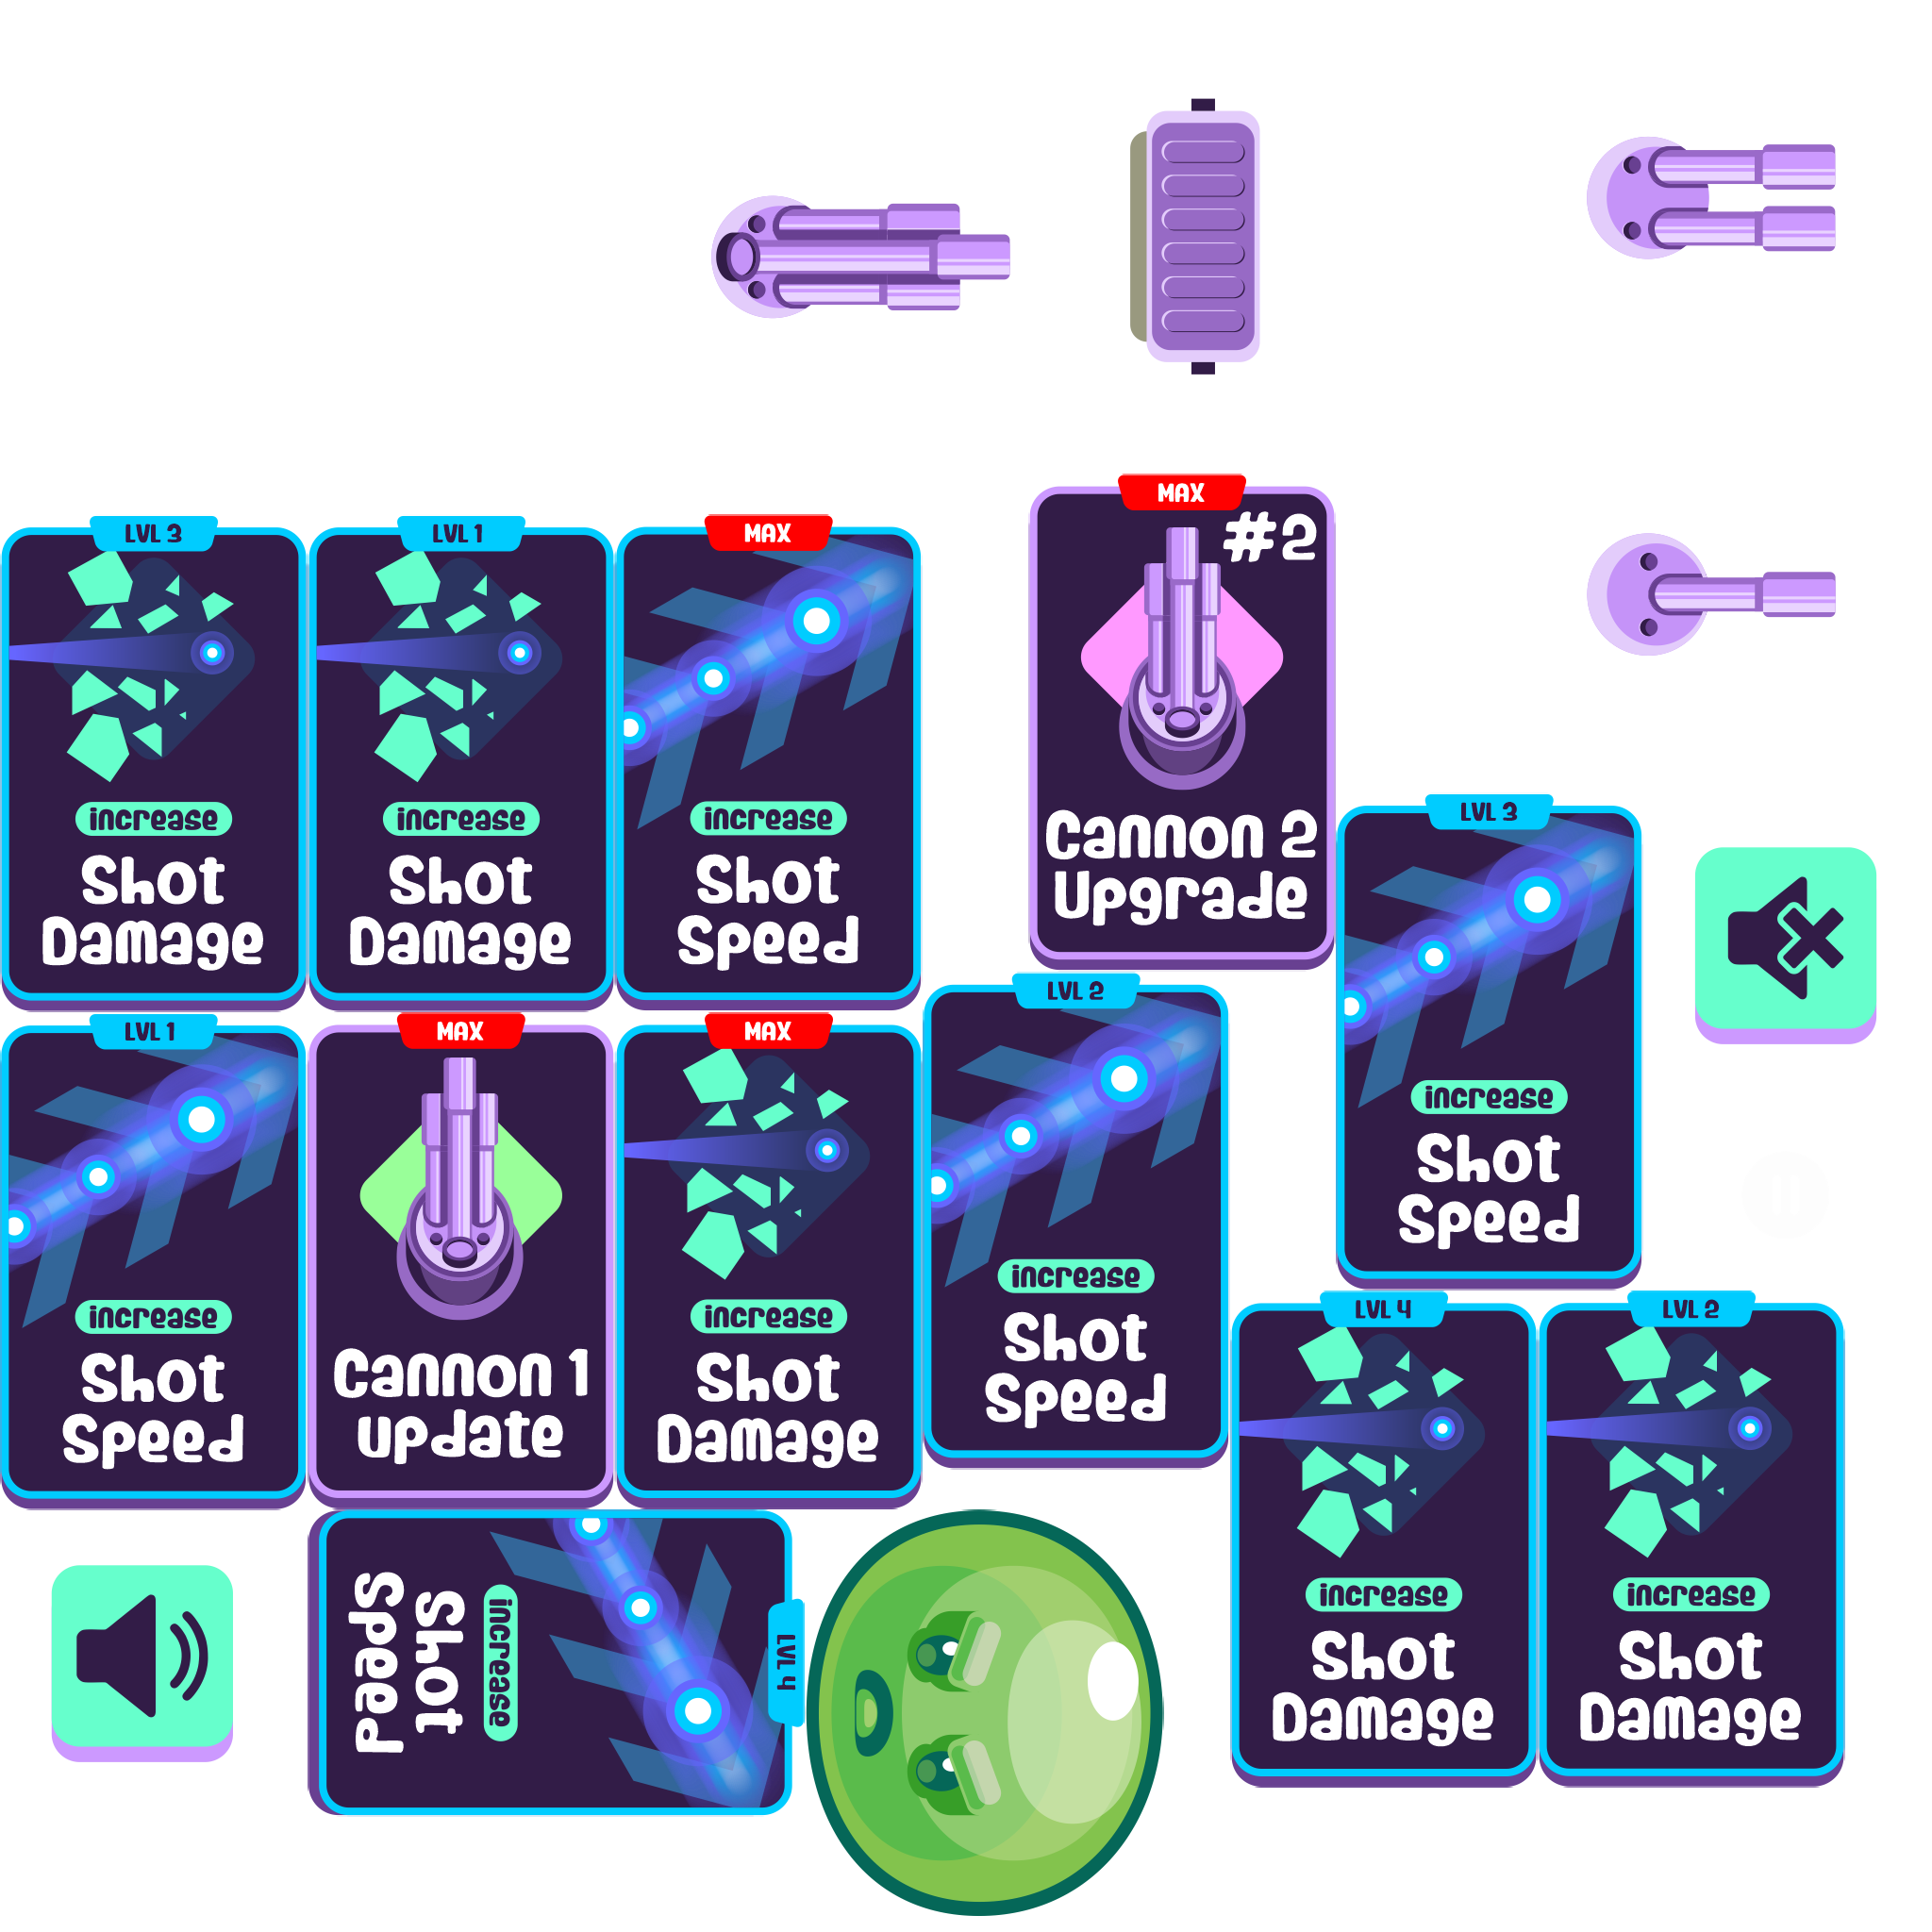 LVL 3
increase
Shot
Damage
LVL 1
increase
Shot
Damage
MAX
increase
Shot
Speed
MAX
#2
Cannon 2
Upgrade
LVL 3
increase
Shot
Speed
LVL 1
increase
Shot
Speed
MAX
Cannon 1
Update
MAX
increase
Shot
Damage
LVL 2
increase
Shot
Speed
LVL 4
increase
Shot
Damage
LVL 2
increase
Shot
Damage
LVL 4
increase
Shot
Speed